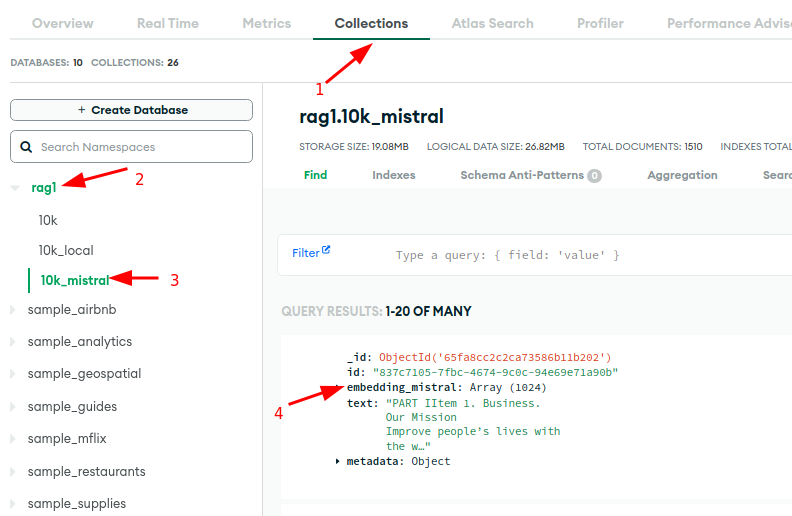 Overview Real Time Metrics Collections Atlas Search Profiler Performance Advis
DATABASES: 10 COLLECTIONS: 26
1
+ Create Database
Search Namespaces
2
rag1
10k
10k_local
10k_mistral
3
sample_airbnb
sample_analytics
sample_geospatial
sample_guides
sample_mflix
sample_restaurants
sample_supplies
rag1.10k_mistral
STORAGE SIZE: 19.08MB LOGICAL DATA SIZE: 26.82MB TOTAL DOCUMENTS: 1510 INDEXES TOTAL
Find Indexes Schema Anti-Patterns 0 Aggregation Searc
Filter Type a query: { field: 'value' }
QUERY RESULTS: 1-20 OF MANY
_id: ObjectId('65fa8cc2c2ca73586b11b202')
id: "837c7105-7fbc-4674-9c0c-94e69e71a90b"
embedding_mistral: Array (1024)
4
text: "PART IItem 1. Business.
Our Mission
Improve people’s lives with
the w…"
metadata: Object